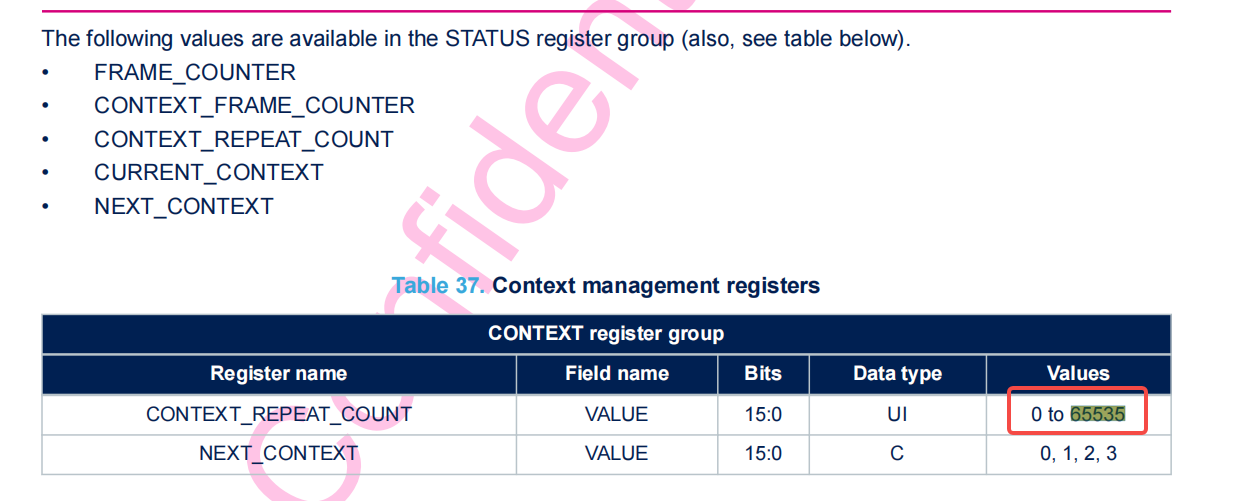 The following values are available in the STATUS register group (also, see table below).
• FRAME_COUNTER
• CONTEXT_FRAME_COUNTER
• CONTEXT_REPEAT_COUNT
• CURRENT_CONTEXT
• NEXT_CONTEXT
Table 37. Context management registers
CONTEXT register group
Register name Field name Bits Data type Values
CONTEXT_REPEAT_COUNT VALUE 15:0 UI 0 to 65535
NEXT_CONTEXT VALUE 15:0 C 0, 1, 2, 3
Confiden